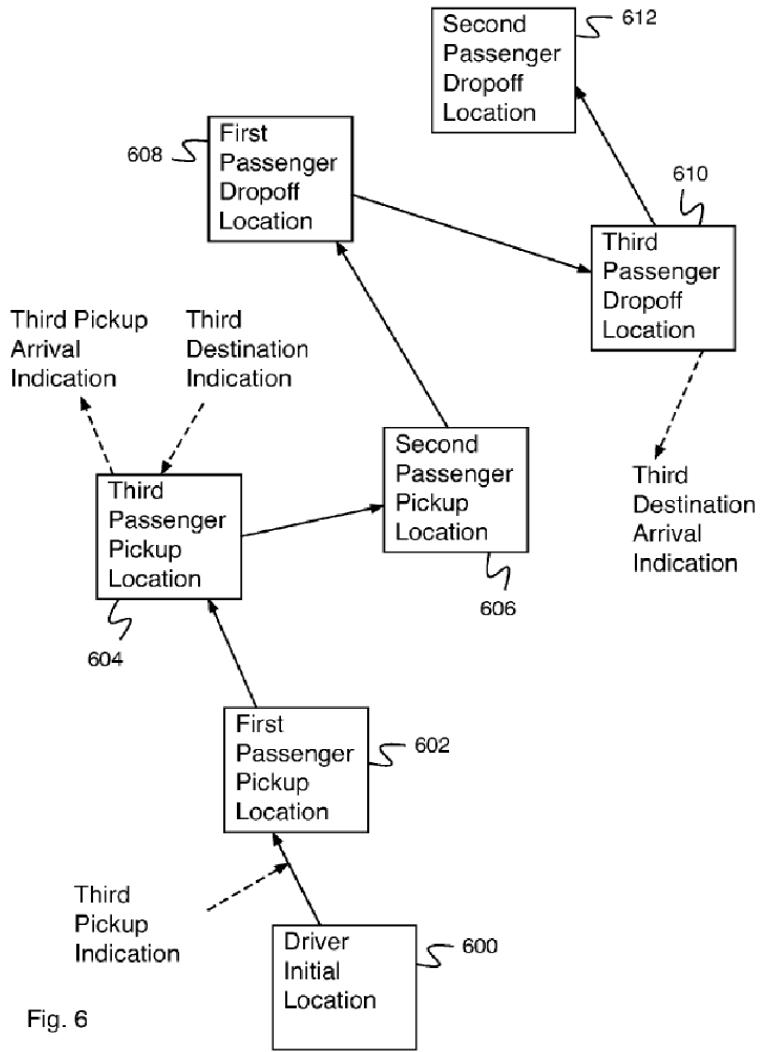 Second
Passenger
Dropoff
Location
612
First
Passenger
Dropoff
Location
608
610
Third
Passenger
Dropoff
Location
Third Pickup
Arrival
Indication
Third
Destination
Indication
Second
Passenger
Pickup
Location
606
Third
Destination
Arrival
Indication
Third
Passenger
Pickup
Location
604
First
Passenger
Pickup
Location
602
Third
Pickup
Indication
Driver
Initial
Location
600
Fig. 6